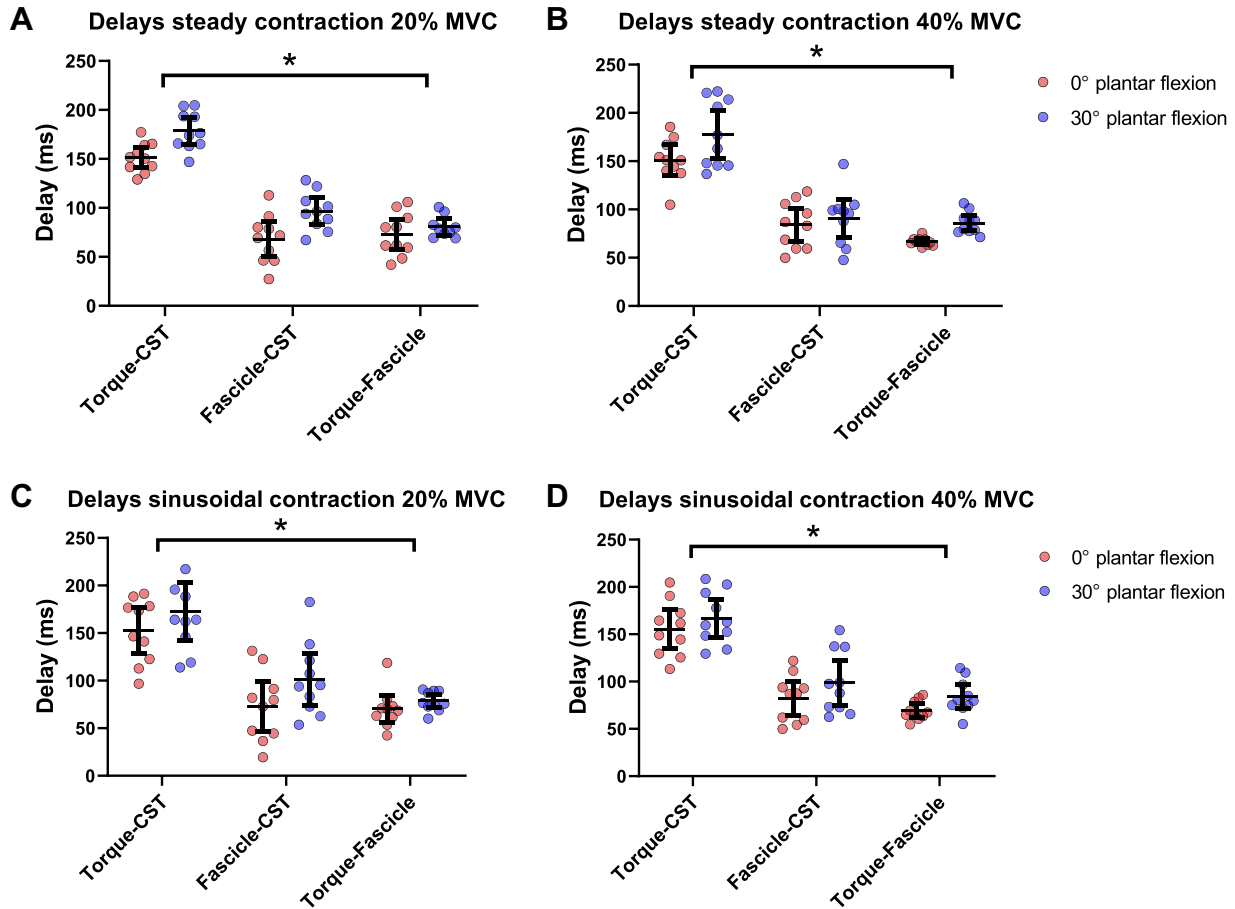 A
Delays steady contraction 20% MVC
*
Delay (ms)
250
200
150
100
50
0
Torque-CST
Fascicle-CST
Torque-Fascicle
B
Delays steady contraction 40% MVC
*
Delay (ms)
250
200
150
100
50
0
Torque-CST
Fascicle-CST
Torque-Fascicle
0° plantar flexion
30° plantar flexion
C
Delays sinusoidal contraction 20% MVC
*
Delay (ms)
250
200
150
100
50
0
Torque-CST
Fascicle-CST
Torque-Fascicle
D
Delays sinusoidal contraction 40% MVC
*
Delay (ms)
250
200
150
100
50
0
Torque-CST
Fascicle-CST
Torque-Fascicle
0° plantar flexion
30° plantar flexion